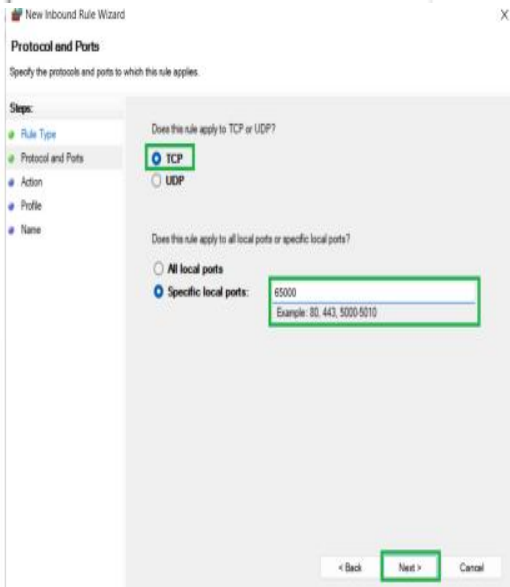 New Inbound Rule Wizard
X
Protocol and Ports
Specify the protocols and ports to which this rule applies.
Steps:
Rule Type
Protocol and Ports
Action
Profile
Name
Does this rule apply to TCP or UDP?
TCP
UDP
Does this rule apply to all local ports or specific local ports?
All local ports
Specific local ports: 65000
Example: 80, 443, 5000-5010
< Back Next > Cancel